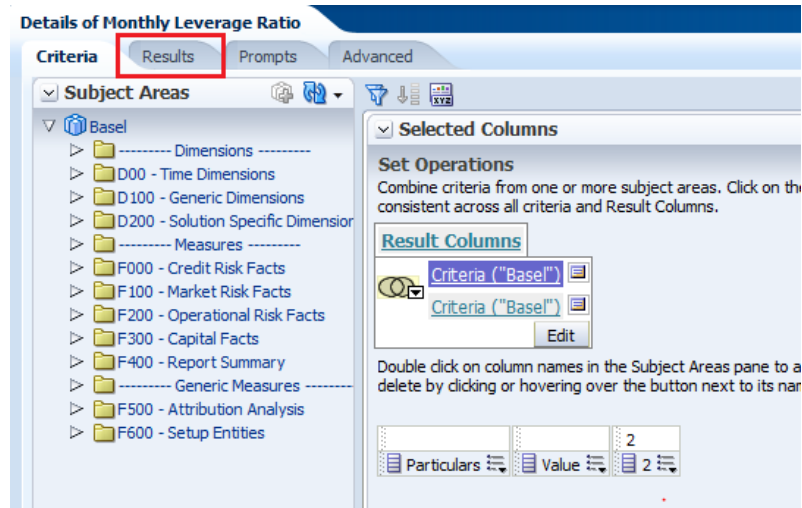 Details of Monthly Leverage Ratio
Criteria Results Prompts Advanced
Subject Areas
Basel
---------- Dimensions ---------
D00 - Time Dimensions
D100 - Generic Dimensions
D200 - Solution Specific Dimension
---------- Measures ---------
F000 - Credit Risk Facts
F100 - Market Risk Facts
F200 - Operational Risk Facts
F300 - Capital Facts
F400 - Report Summary
---------- Generic Measures ---------
F500 - Attribution Analysis
F600 - Setup Entities
XYZ
Selected Columns
Set Operations
Combine criteria from one or more subject areas. Click on the
consistent across all criteria and Result Columns.
Result Columns
Criteria ("Basel")
Criteria ("Basel")
Edit
Double click on column names in the Subject Areas pane to a
delete by clicking or hovering over the button next to its nam
2
Particulars Value 2